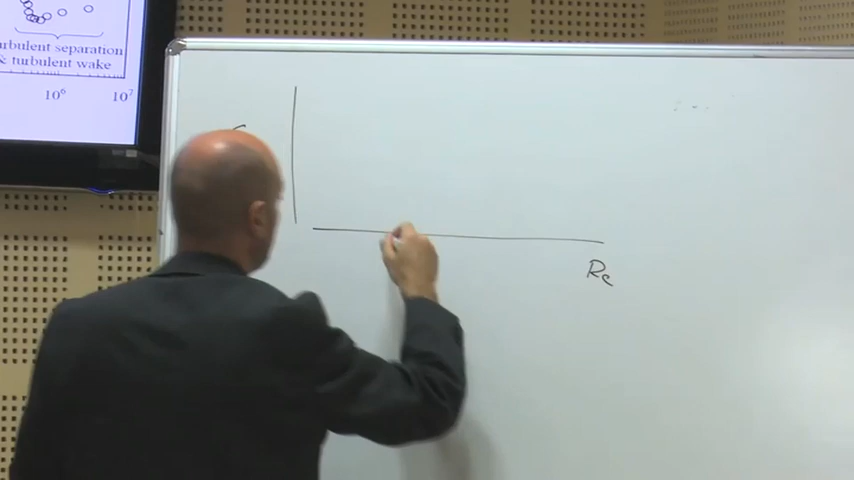 turbulent separation
& turbulent wake
10⁶ 10⁷
Re